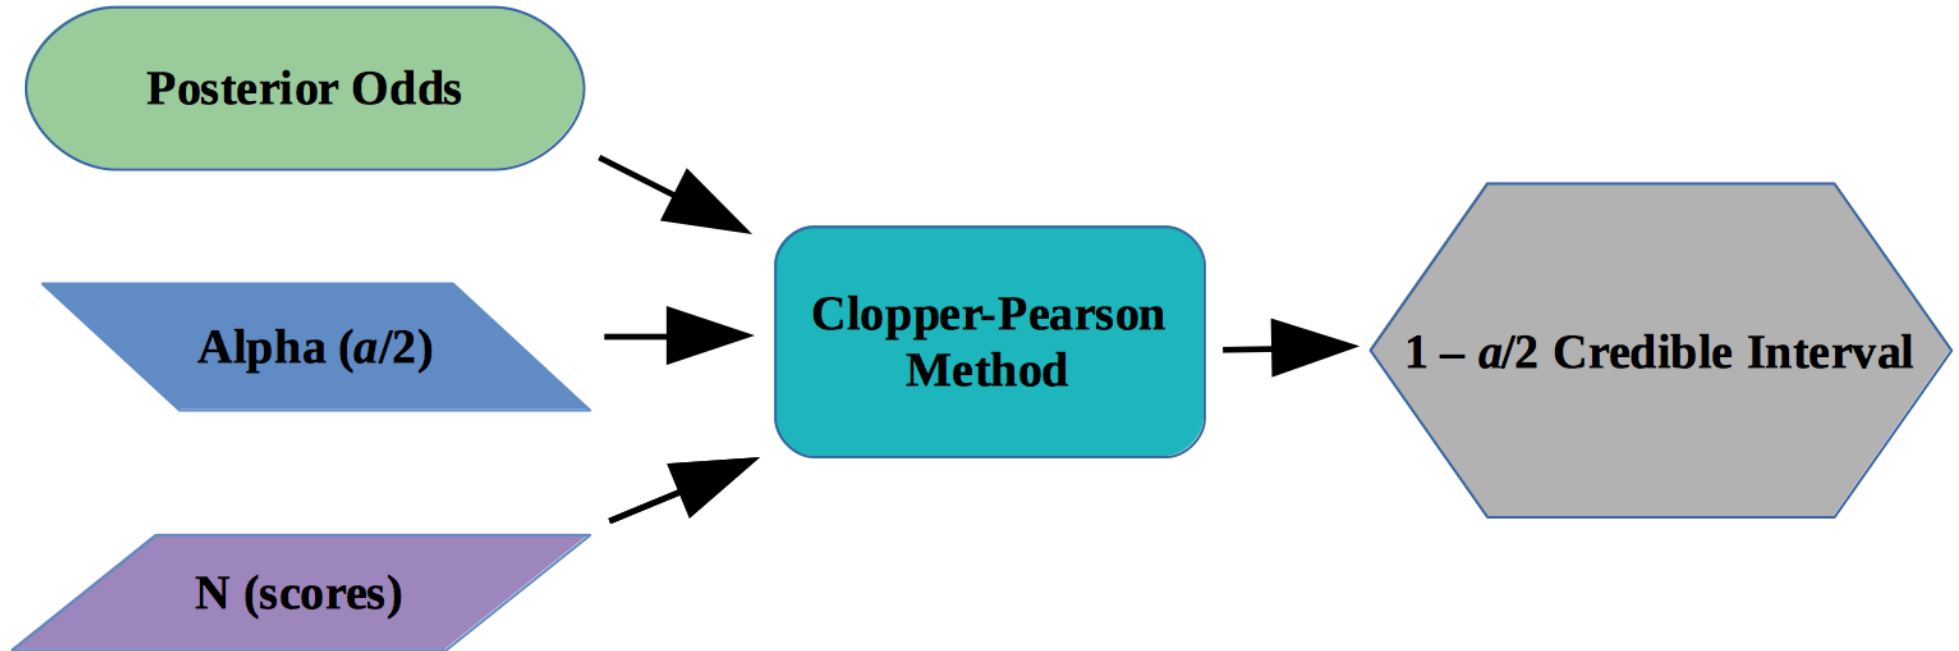 Posterior Odds
Alpha (a/2)
N (scores)
Clopper-Pearson
Method
1 – a/2 Credible Interval